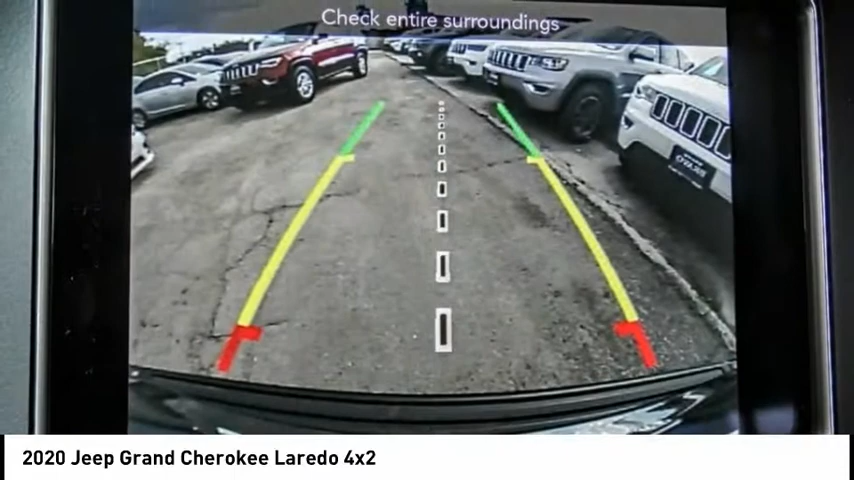 Check entire surroundings
2020 Jeep Grand Cherokee Laredo 4x2